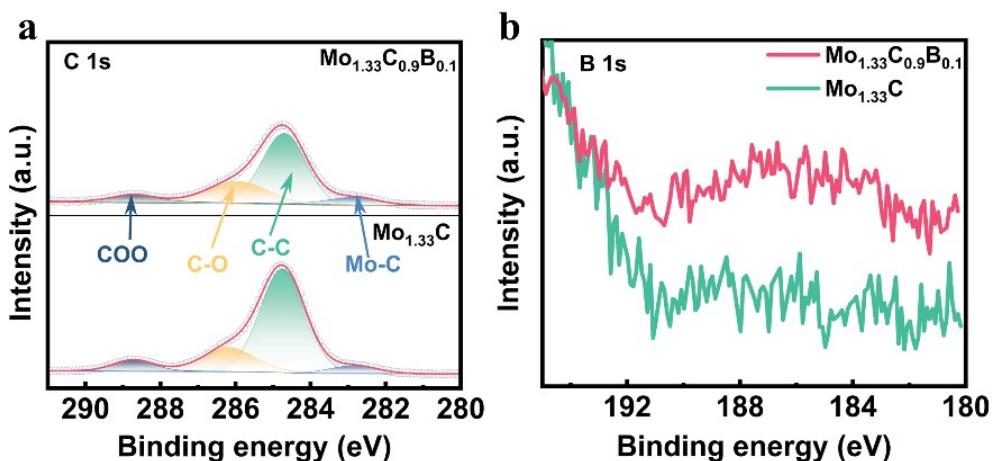 a
C 1s
Mo1.33C0.9B0.1
Mo1.33C
COO
C-O
C-C
Mo-C
Intensity (a.u.)
290 288 286 284 282 280
Binding energy (eV)
b
B 1s
Mo1.33C0.9B0.1
Mo1.33C
Intensity (a.u.)
192 188 184 180
Binding energy (eV)